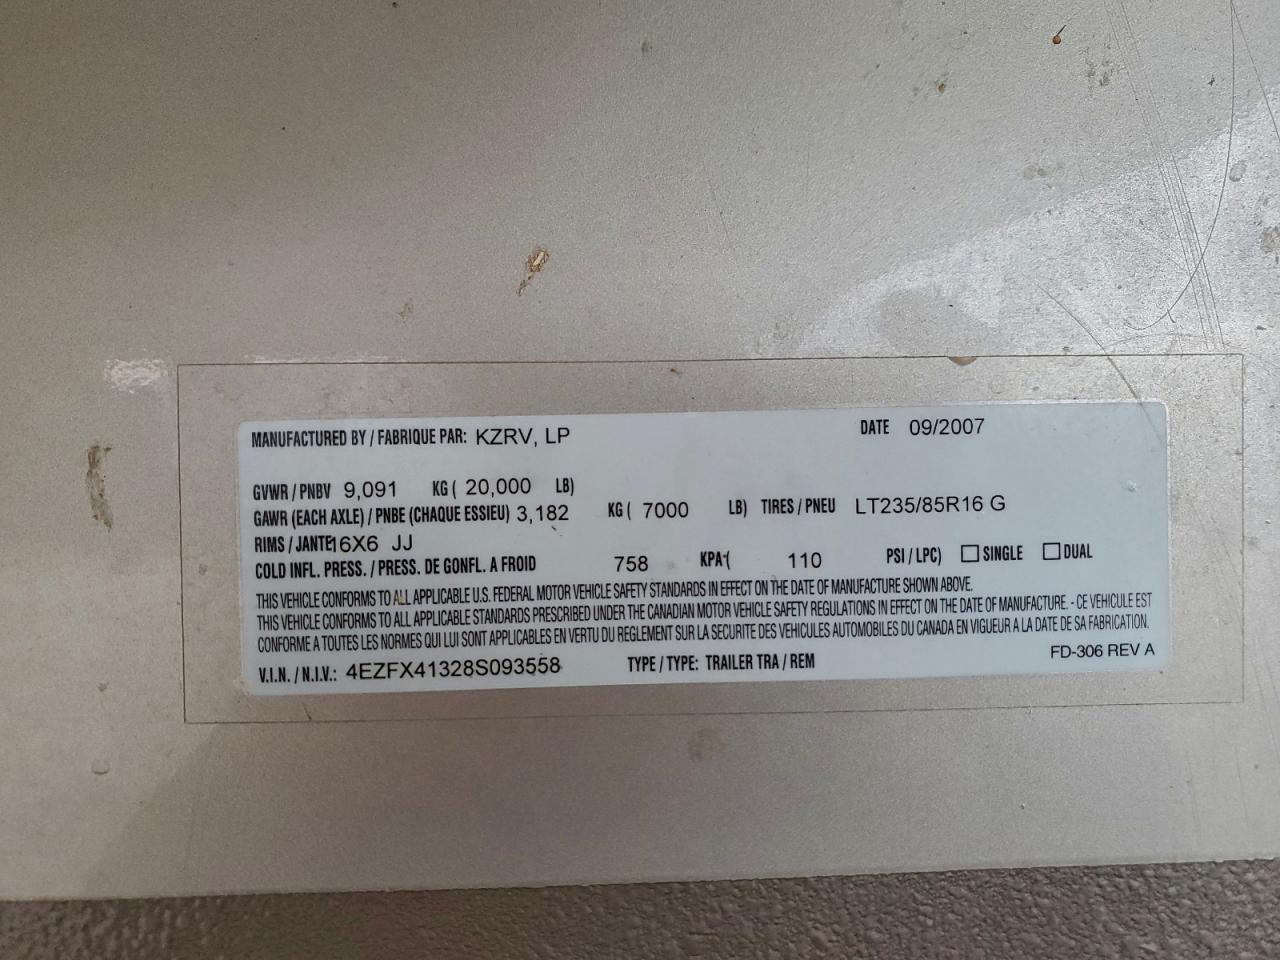 MANUFACTURED BY / FABRIQUE PAR: KZRV, LP DATE 09/2007
GVWR / PNBV 9,091 KG ( 20,000 LB)
GAWR (EACH AXLE) / PNBE (CHAQUE ESSIEU) 3,182 KG ( 7000 LB) TIRES / PNEU LT235/85R16 G
RIMS / JANTE 16X6 JJ
COLD INFL. PRESS. / PRESS. DE GONFL. A FROID 758 KPA ( 110 PSI / LPC) ☐ SINGLE ☐ DUAL
THIS VEHICLE CONFORMS TO ALL APPLICABLE U.S. FEDERAL MOTOR VEHICLE SAFETY STANDARDS IN EFFECT ON THE DATE OF MANUFACTURE SHOWN ABOVE.
THIS VEHICLE CONFORMS TO ALL APPLICABLE STANDARDS PRESCRIBED UNDER THE CANADIAN MOTOR VEHICLE SAFETY REGULATIONS IN EFFECT ON THE DATE OF MANUFACTURE. - CE VEHICULE EST
CONFORME A TOUTES LES NORMES QUI LUI SONT APPLICABLES EN VERTU DU REGLEMENT SUR LA SECURITE DES VEHICULES AUTOMOBILES DU CANADA EN VIGUEUR A LA DATE DE SA FABRICATION.
V.I.N. / N.I.V.: 4EZFX41328S093558 TYPE / TYPE: TRAILER TRA / REM FD-306 REV A